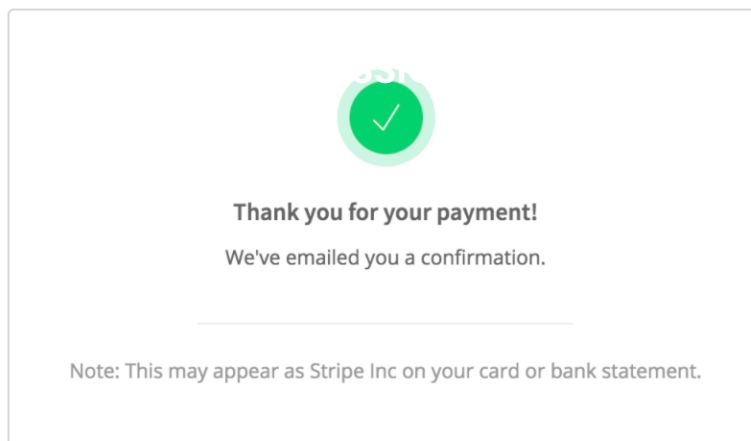 Thank you for your payment!
We've emailed you a confirmation.
Note: This may appear as Stripe Inc on your card or bank statement.